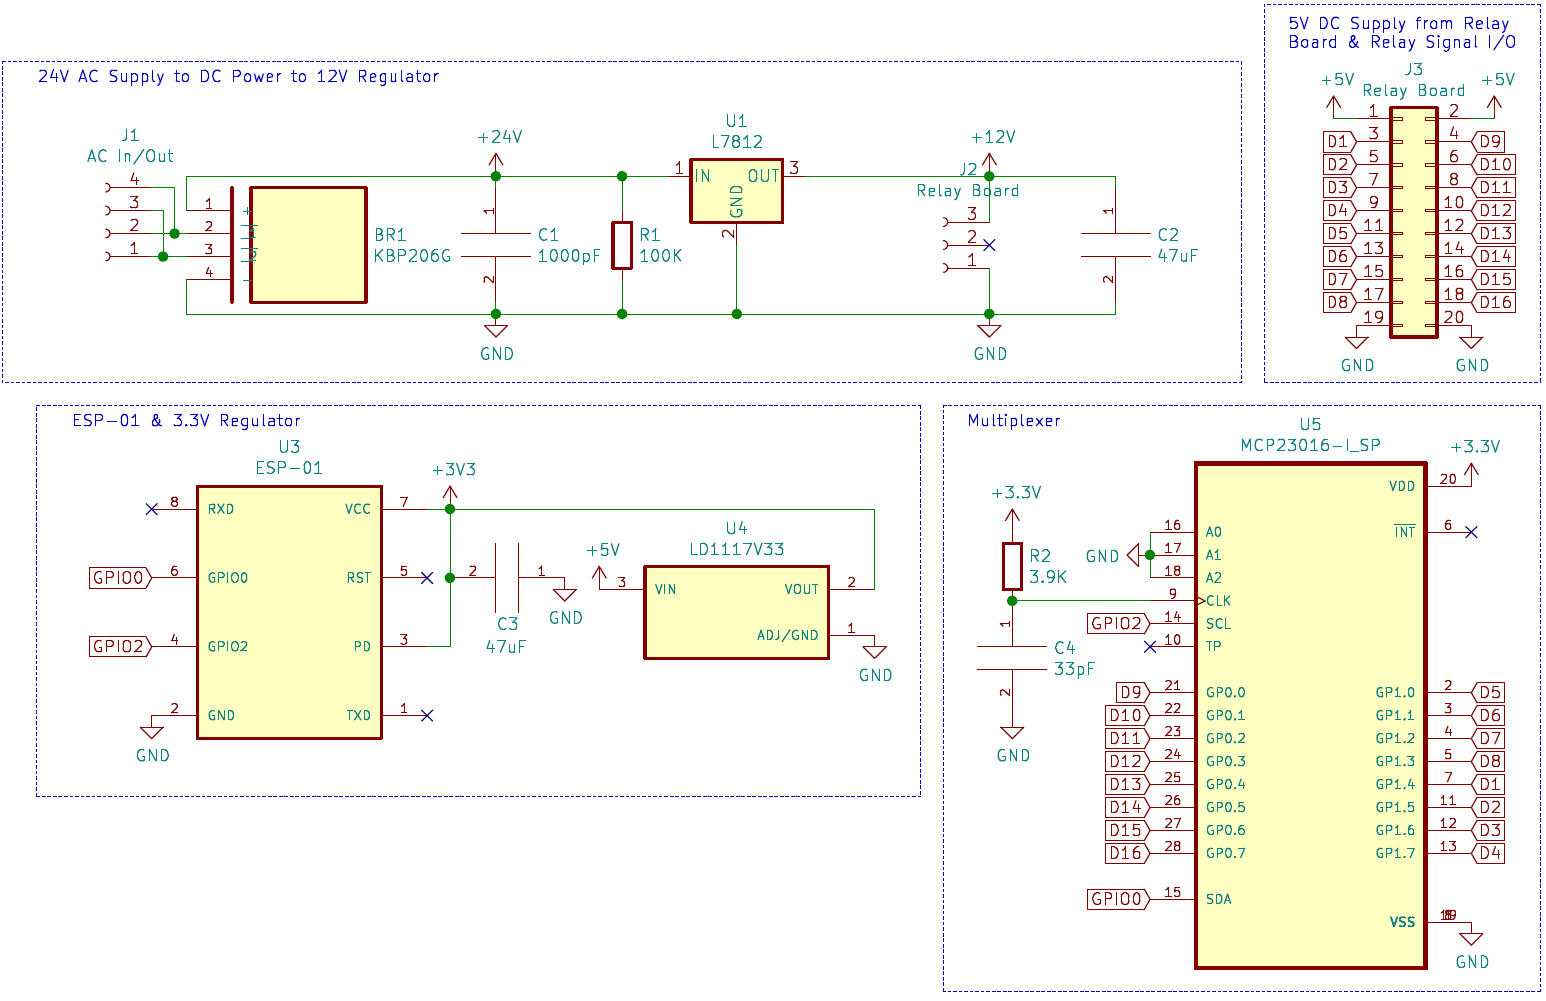 24V AC Supply to DC Power to 12V Regulator
J1
AC In/Out
4
3
2
1
1
2
3
4
+
-
BR1
KBP206G
+24V
1
2
C1
1000pF
R1
100K
U1
L7812
1
IN
OUT
3
GND
2
+12V
J2
Relay Board
3
2
1
1
2
C2
47uF
GND
GND
5V DC Supply from Relay
Board & Relay Signal I/O
J3
+5V
+5V
Relay Board
1 2
D1 3 4 D9
D2 5 6 D10
D3 7 8 D11
D4 9 10 D12
D5 11 12 D13
D6 13 14 D14
D7 15 16 D15
D8 17 18 D16
19 20
GND GND
ESP-01 & 3.3V Regulator
U3
ESP-01
8 RXD VCC 7
GPIO0 6 GPIO0 RST 5
GPIO2 4 GPIO2 PD 3
2 GND TXD 1
GND
+3V3
2 1
C3
47uF
GND
+5V
U4
LD1117V33
3 VIN VOUT 2
ADJ/GND 1
GND
Multiplexer
U5
MCP23016-I_SP
+3.3V
R2
3.9K
1
C4
33pF
2
GND
+3.3V
VDD 20
GND
16 A0 INT 6
17 A1
18 A2
9 CLK
GPIO2 14 SCL
10 TP
D9 21 GP0.0 GP1.0 2 D5
D10 22 GP0.1 GP1.1 3 D6
D11 23 GP0.2 GP1.2 4 D7
D12 24 GP0.3 GP1.3 5 D8
D13 25 GP0.4 GP1.4 7 D1
D14 26 GP0.5 GP1.5 11 D2
D15 27 GP0.6 GP1.6 12 D3
D16 28 GP0.7 GP1.7 13 D4
GPIO0 15 SDA
VSS
GND